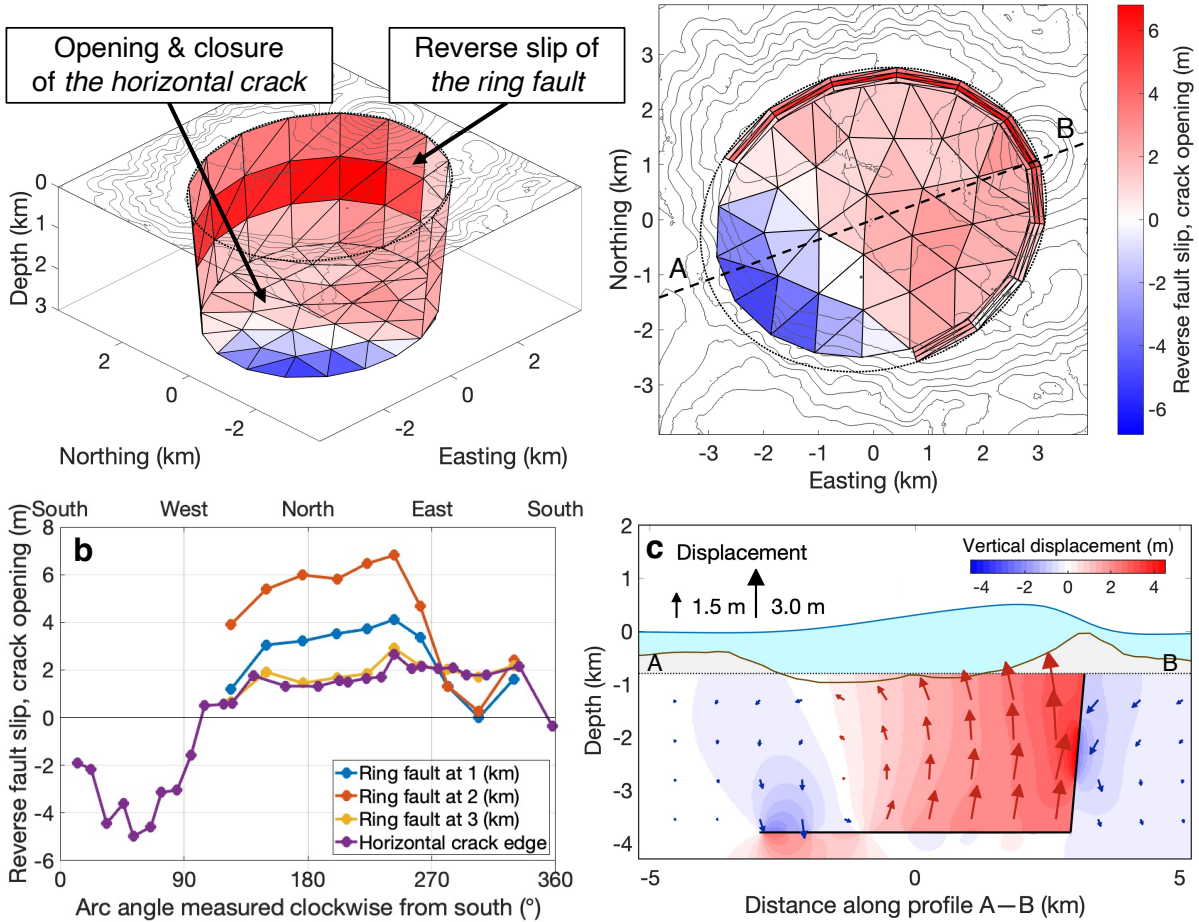 Opening & closure
of the horizontal crack
Reverse slip of
the ring fault
0
1
2
3
Depth (km)
2
0
-2
Northing (km)
2
0
-2
Easting (km)
3
2
1
0
-1
-2
-3
Northing (km)
A
B
-3
-2
-1
0
1
2
3
Easting (km)
6
4
2
0
-2
-4
-6
Reverse fault slip, crack opening (m)
South
West
North
East
South
b
8
6
4
2
0
-2
-4
-6
Reverse fault slip, crack opening (m)
Ring fault at 1 (km)
Ring fault at 2 (km)
Ring fault at 3 (km)
Horizontal crack edge
0
90
180
270
360
Arc angle measured clockwise from south (°)
c
Displacement
1.5 m
3.0 m
Vertical displacement (m)
-4
-2
0
2
4
2
1
0
-1
-2
-3
-4
Depth (km)
A
B
-5
0
5
Distance along profile A—B (km)